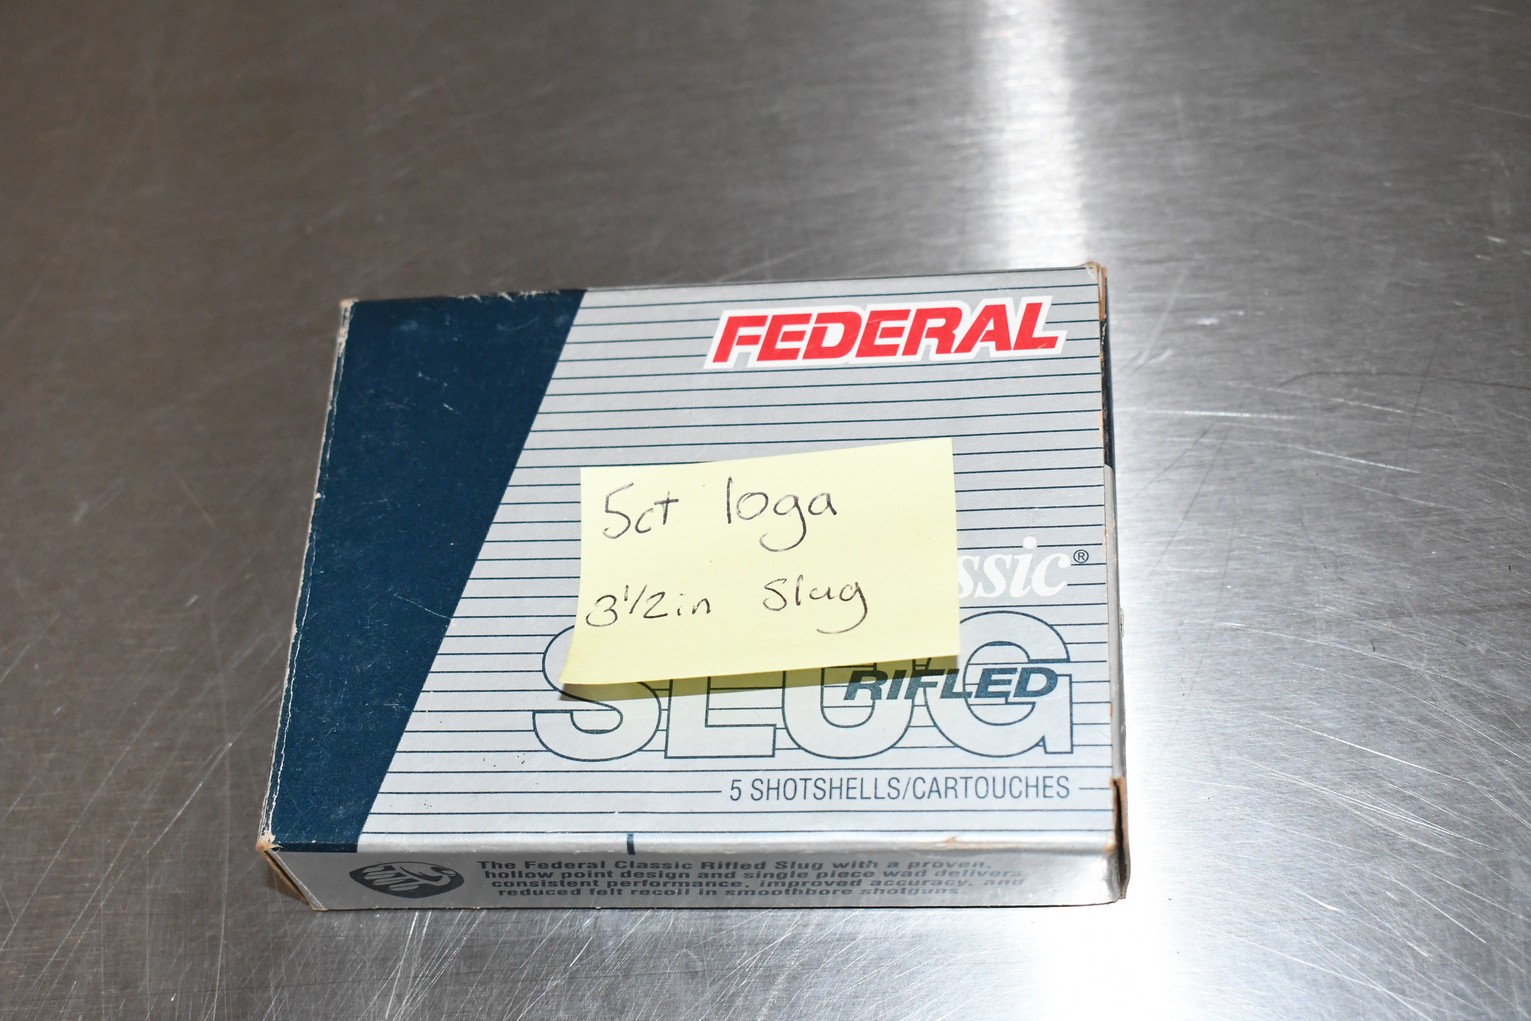 FEDERAL
5ct 10ga
3 1/2 in Slug
ssic®
SLUG
RIFLED
5 SHOTSHELLS/CARTOUCHES
The Federal Classic Rifled Slug with a proven,
hollow point design and single piece wad delivers
consistent performance, improved accuracy, and
reduced felt recoil in smoothbore shotguns.